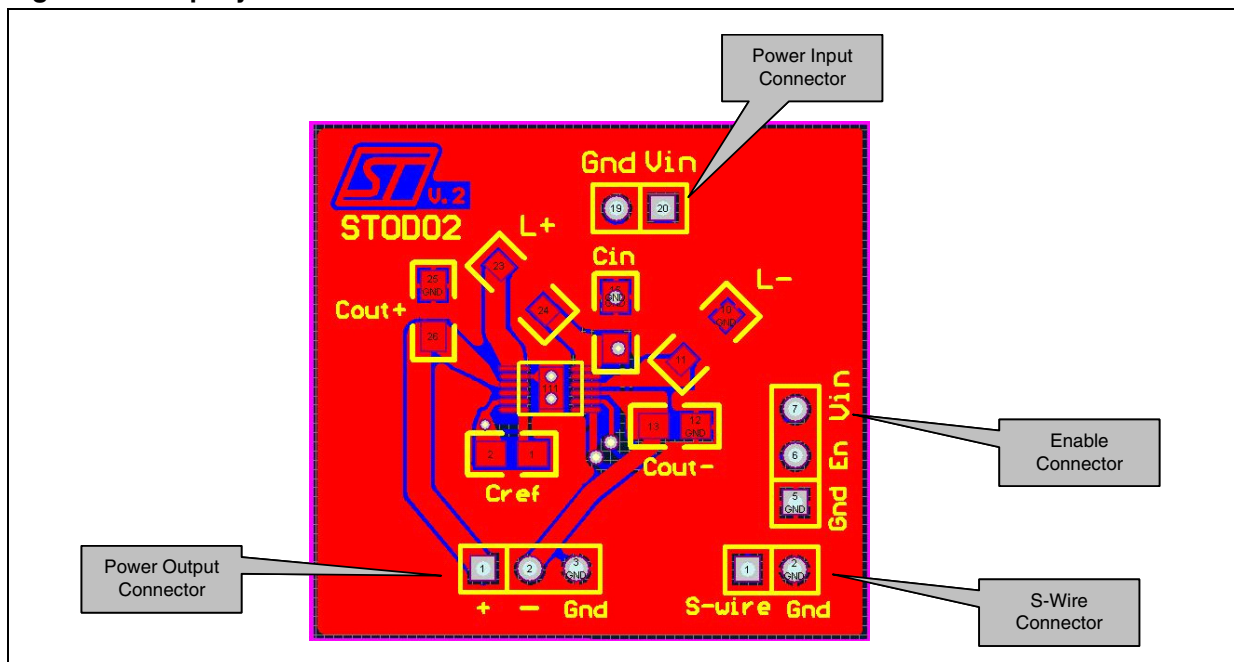 Power Input
Connector
Gnd Vin
19
20
ST
V.2
STOD02
L+
23
Cin
L-
25
GND
24
GND
10
GND
Cout+
26
11
111
7
Vin
Enable
Connector
13
12
GND
6
En
2
1
Cout-
Cref
5
GND
Gnd
Power Output
Connector
1
2
3
GND
1
2
GND
+ - Gnd
S-wire Gnd
S-Wire
Connector